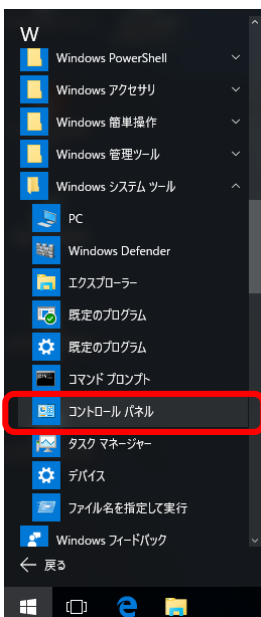 W
Windows PowerShell
Windows アクセサリ
Windows 簡単操作
Windows 管理ツール
Windows システム ツール
PC
Windows Defender
エクスプローラー
既定のプログラム
既定のプログラム
コマンド プロンプト
コントロール パネル
タスク マネージャー
デバイス
ファイル名を指定して実行
Windows フィードバック
戻る